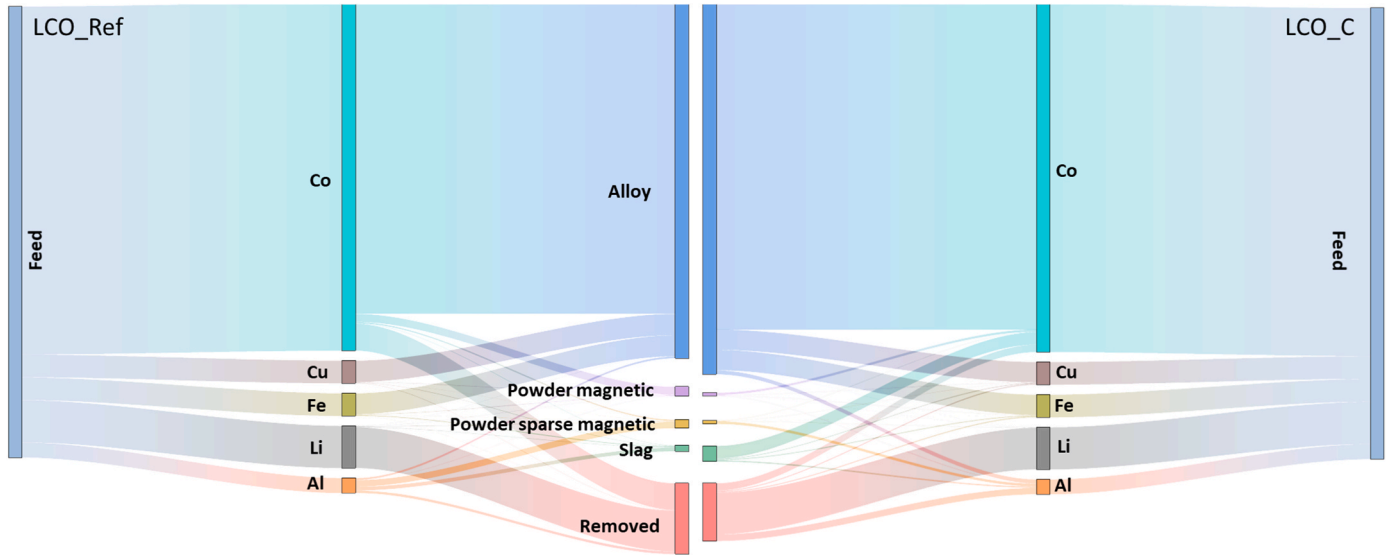 LCO_Ref
LCO_C
Feed
Co
Alloy
Co
Feed
Cu
Powder magnetic
Cu
Fe
Powder sparse magnetic
Fe
Li
Slag
Li
Al
Al
Removed